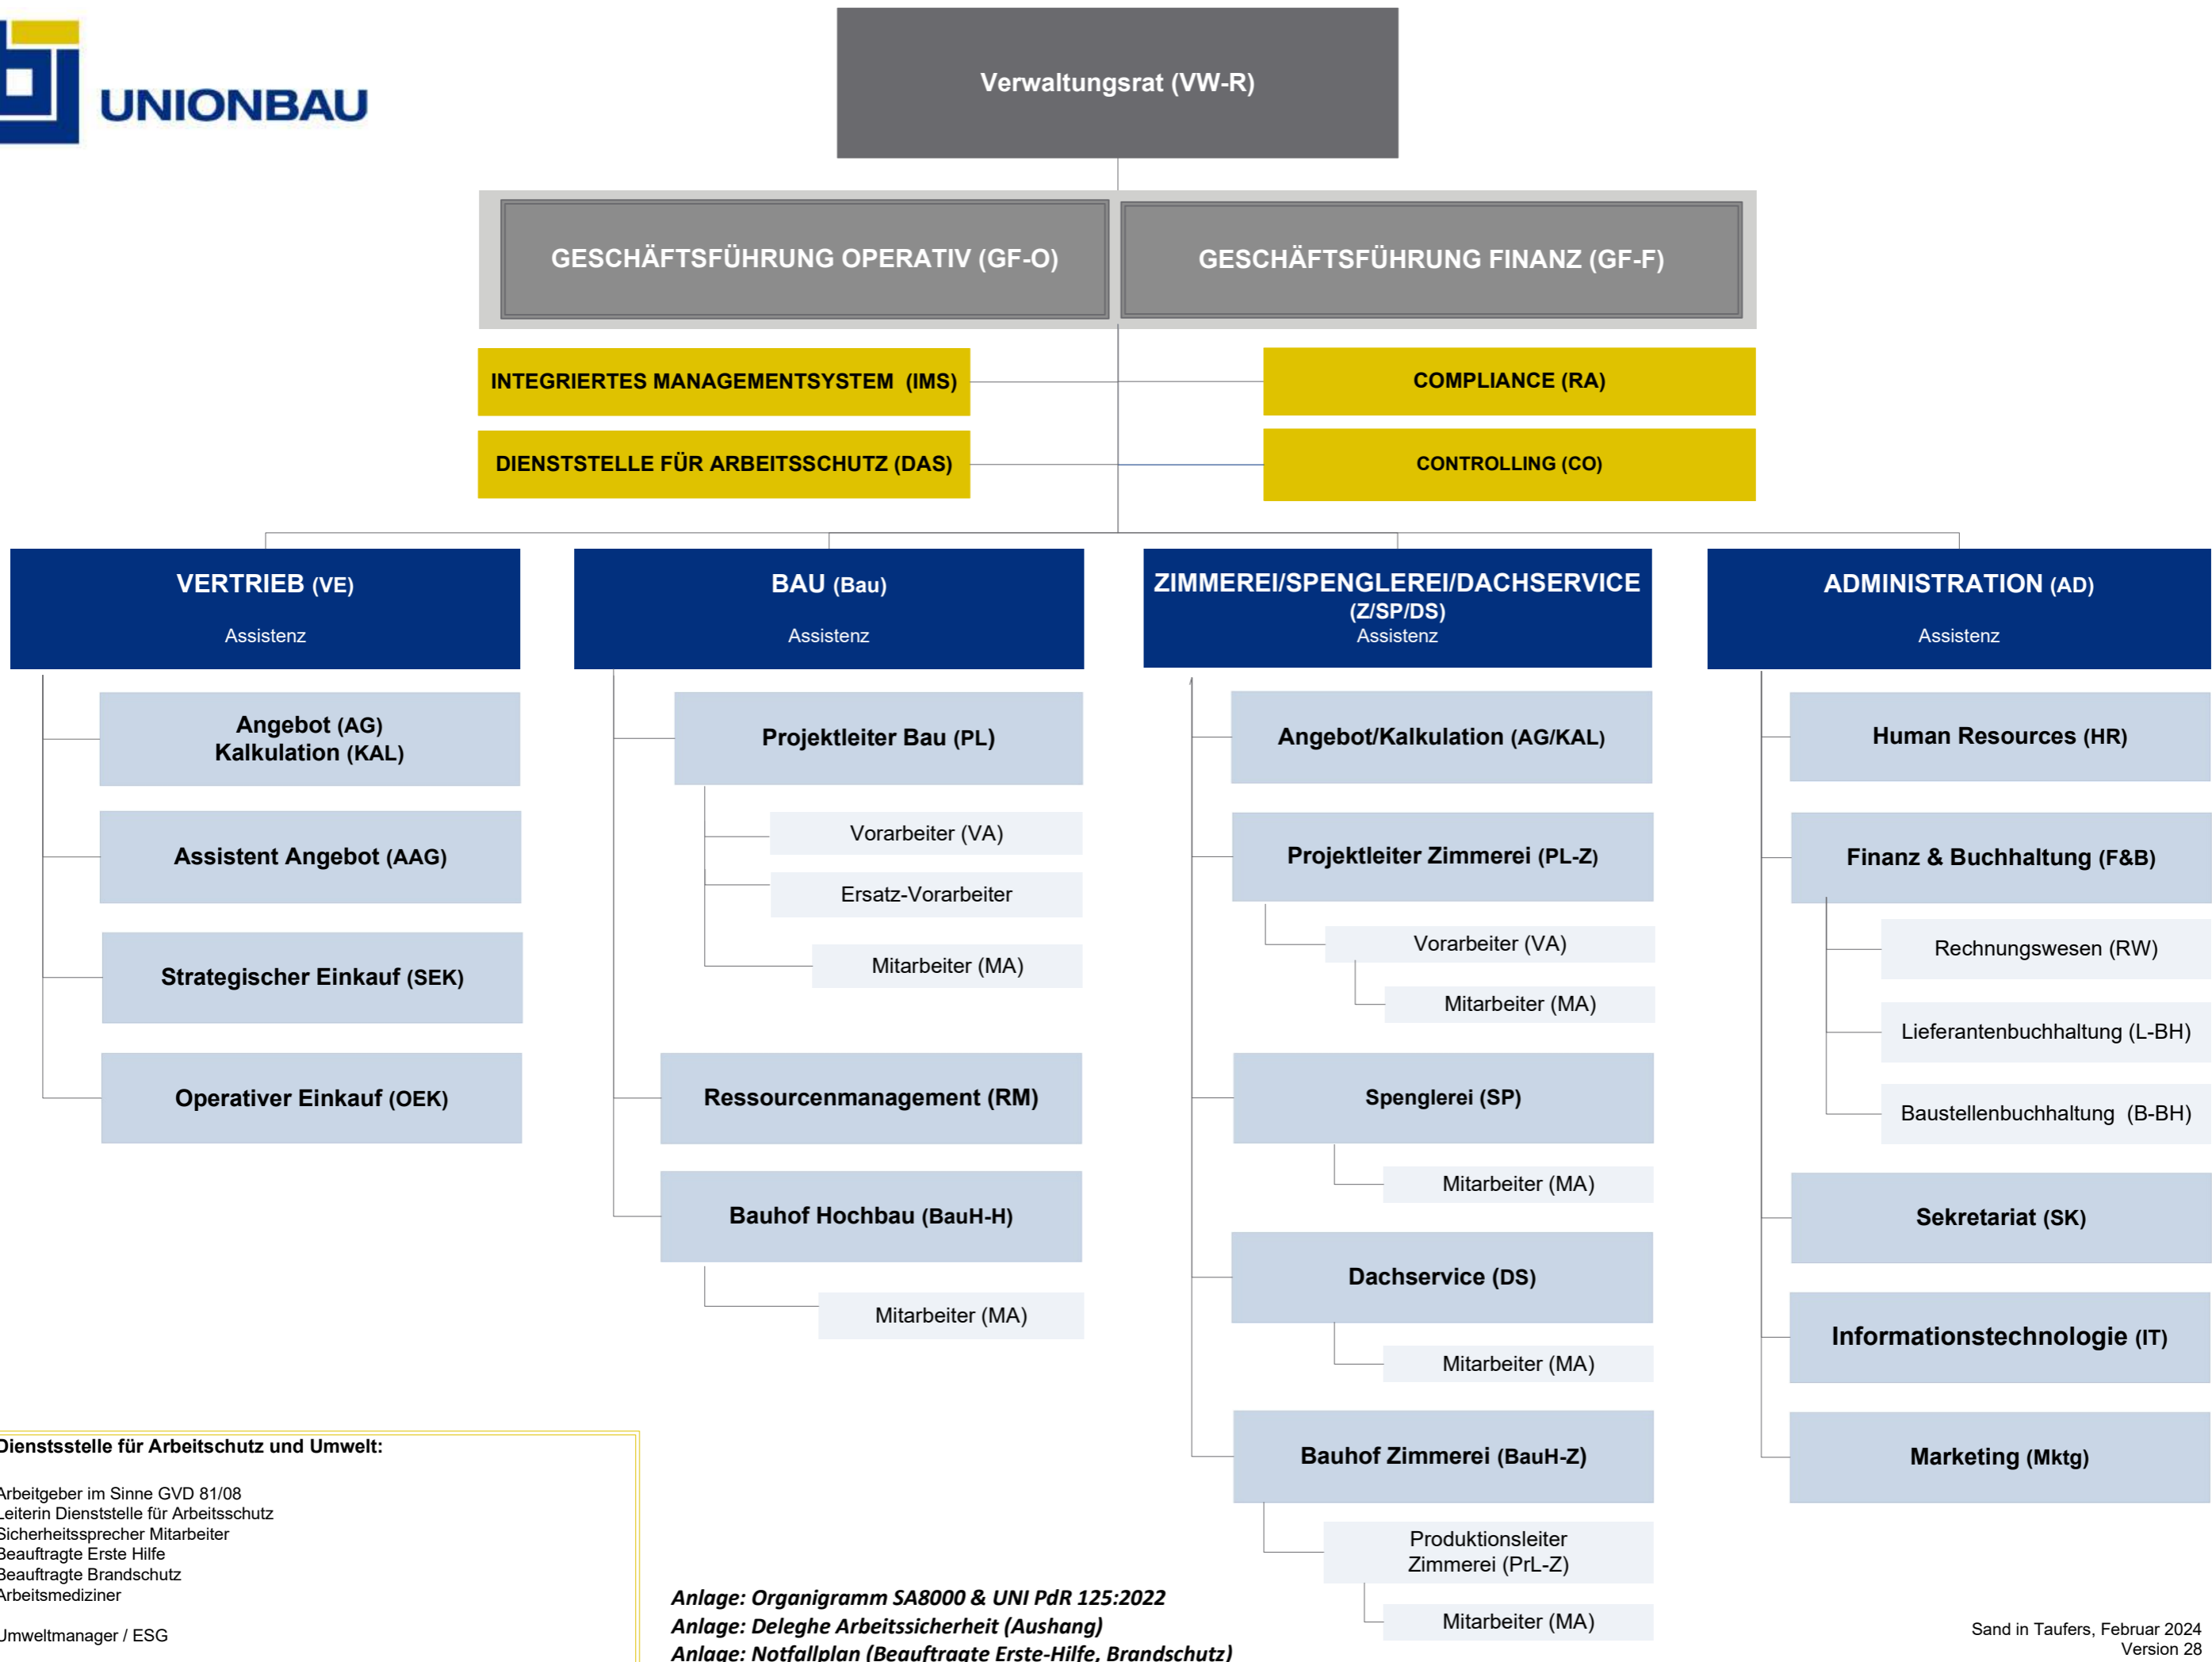 UNIONBAU
Verwaltungsrat (VW-R)
GESCHÄFTSFÜHRUNG OPERATIV (GF-O)
GESCHÄFTSFÜHRUNG FINANZ (GF-F)
INTEGRIERTES MANAGEMENTSYSTEM (IMS)
COMPLIANCE (RA)
DIENSTSTELLE FÜR ARBEITSSCHUTZ (DAS)
CONTROLLING (CO)
VERTRIEB (VE)
Assistenz
Angebot (AG)
Kalkulation (KAL)
Assistent Angebot (AAG)
Strategischer Einkauf (SEK)
Operativer Einkauf (OEK)
BAU (Bau)
Assistenz
Projektleiter Bau (PL)
Vorarbeiter (VA)
Ersatz-Vorarbeiter
Mitarbeiter (MA)
Ressourcenmanagement (RM)
Bauhof Hochbau (BauH-H)
Mitarbeiter (MA)
ZIMMEREI/SPENGLEREI/DACHSERVICE
(Z/SP/DS)
Assistenz
Angebot/Kalkulation (AG/KAL)
Projektleiter Zimmerei (PL-Z)
Vorarbeiter (VA)
Mitarbeiter (MA)
Spenglerei (SP)
Mitarbeiter (MA)
Dachservice (DS)
Mitarbeiter (MA)
Bauhof Zimmerei (BauH-Z)
Produktionsleiter
Zimmerei (PrL-Z)
Mitarbeiter (MA)
ADMINISTRATION (AD)
Assistenz
Human Resources (HR)
Finanz & Buchhaltung (F&B)
Rechnungswesen (RW)
Lieferantenbuchhaltung (L-BH)
Baustellenbuchhaltung (B-BH)
Sekretariat (SK)
Informationstechnologie (IT)
Marketing (Mktg)
Dienstsstelle für Arbeitschutz und Umwelt:
Arbeitgeber im Sinne GVD 81/08
Leiterin Dienststelle für Arbeitsschutz
Sicherheitssprecher Mitarbeiter
Beauftragte Erste Hilfe
Beauftragte Brandschutz
Arbeitsmediziner
Umweltmanager / ESG
Anlage: Organigramm SA8000 & UNI PdR 125:2022
Anlage: Deleghe Arbeitssicherheit (Aushang)
Anlage: Notfallplan (Beauftragte Erste-Hilfe, Brandschutz)
Sand in Taufers, Februar 2024
Version 28